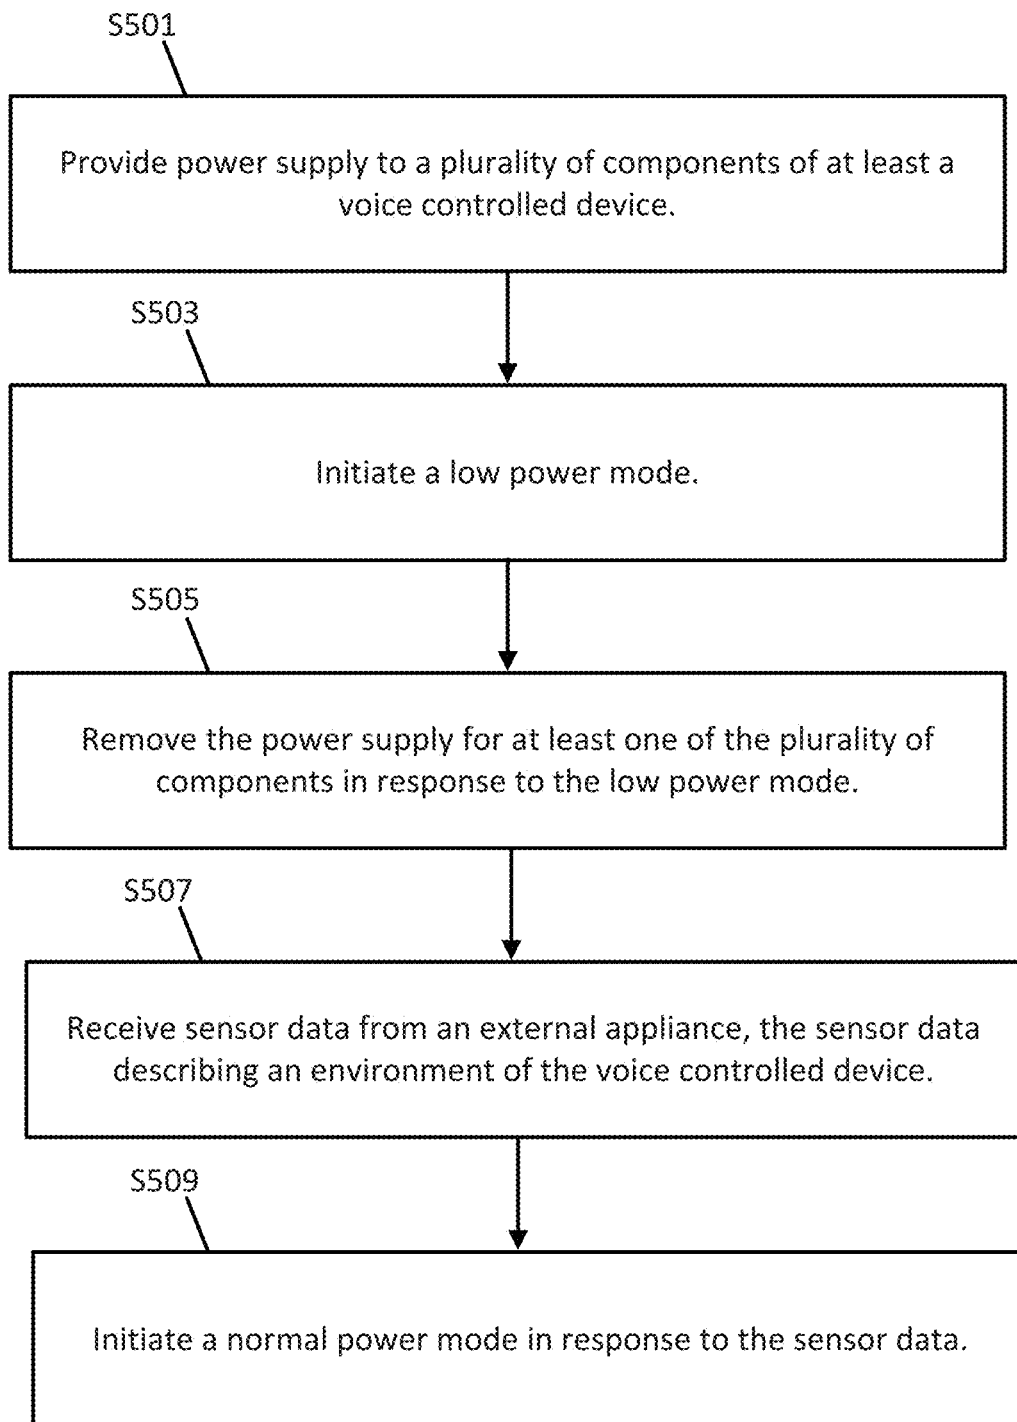 S501
Provide power supply to a plurality of components of at least a
voice controlled device.
S503
Initiate a low power mode.
S505
Remove the power supply for at least one of the plurality of
components in response to the low power mode.
S507
Receive sensor data from an external appliance, the sensor data
describing an environment of the voice controlled device.
S509
Initiate a normal power mode in response to the sensor data.